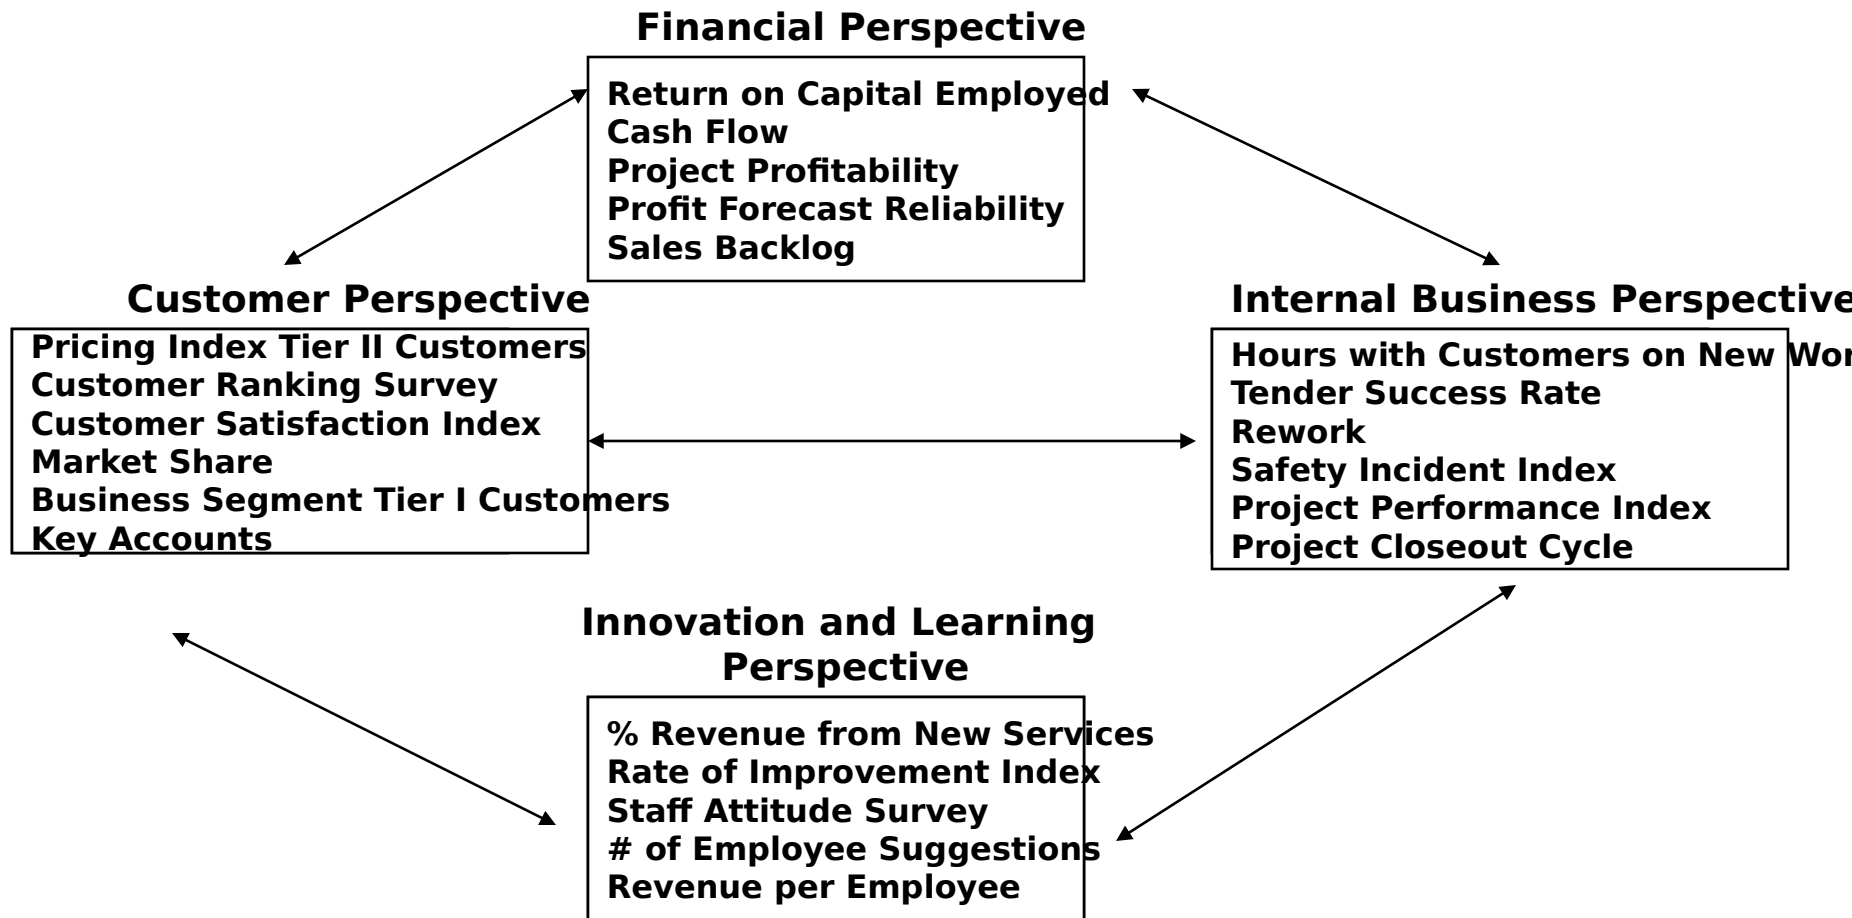 Financial Perspective
Return on Capital Employed
Cash Flow
Project Profitability
Profit Forecast Reliability
Sales Backlog
Customer Perspective
Pricing Index Tier II Customers
Customer Ranking Survey
Customer Satisfaction Index
Market Share
Business Segment Tier I Customers
Key Accounts
Internal Business Perspective
Hours with Customers on New
Tender Success Rate
Rework
Safety Incident Index
Project Performance Index
Project Closeout Cycle
Innovation and Learning
Perspective
% Revenue from New Services
Rate of Improvement Index
Staff Attitude Survey
# of Employee Suggestions
Revenue per Employee